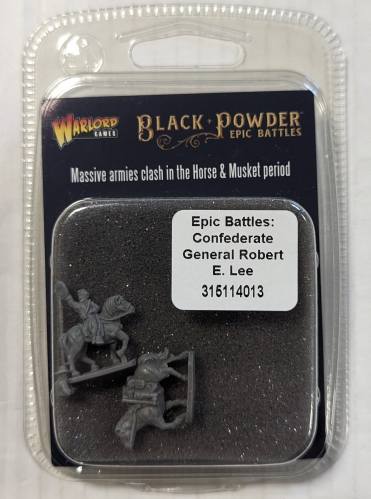 WARLORD
GAMES
BLACK POWDER
EPIC BATTLES
Massive armies clash in the Horse & Musket period
Epic Battles:
Confederate
General Robert
E. Lee
315114013